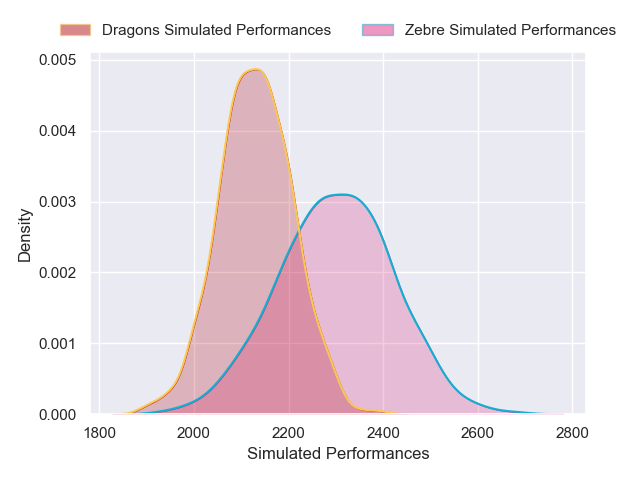 Dragons Simulated Performances Zebre Simulated Performances
0.005
0.004
0.003
0.002
0.001
0.000
Density
1800 2000 2200 2400 2600 2800
Simulated Performances